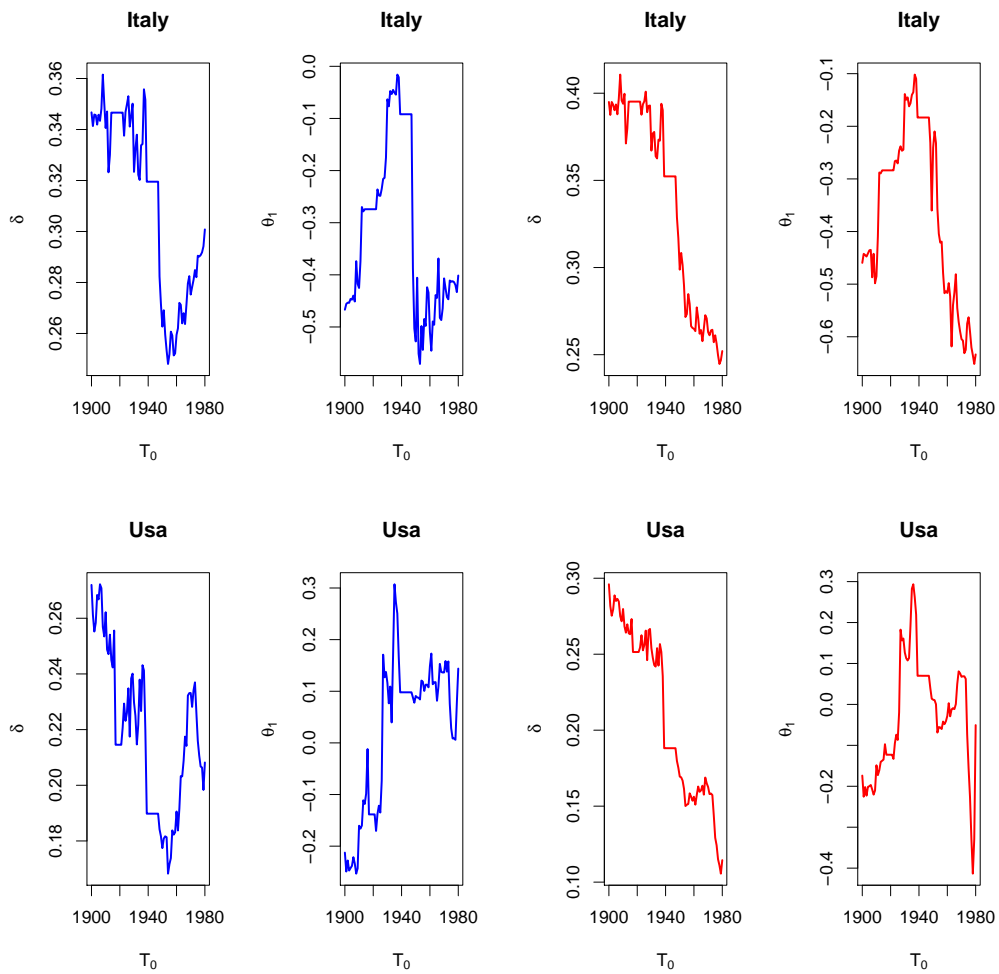 Italy
δ
0.26 0.28 0.30 0.32 0.34 0.36
1900 1940 1980
T₀
Italy
θ₁
−0.5 −0.4 −0.3 −0.2 −0.1 0.0
1900 1940 1980
T₀
Italy
δ
0.25 0.30 0.35 0.40
1900 1940 1980
T₀
Italy
θ₁
−0.6 −0.5 −0.4 −0.3 −0.2 −0.1
1900 1940 1980
T₀
Usa
δ
0.18 0.20 0.22 0.24 0.26
1900 1940 1980
T₀
Usa
θ₁
−0.2 −0.1 0.0 0.1 0.2 0.3
1900 1940 1980
T₀
Usa
δ
0.10 0.15 0.20 0.25 0.30
1900 1940 1980
T₀
Usa
θ₁
−0.4 −0.2 0.0 0.1 0.2 0.3
1900 1940 1980
T₀